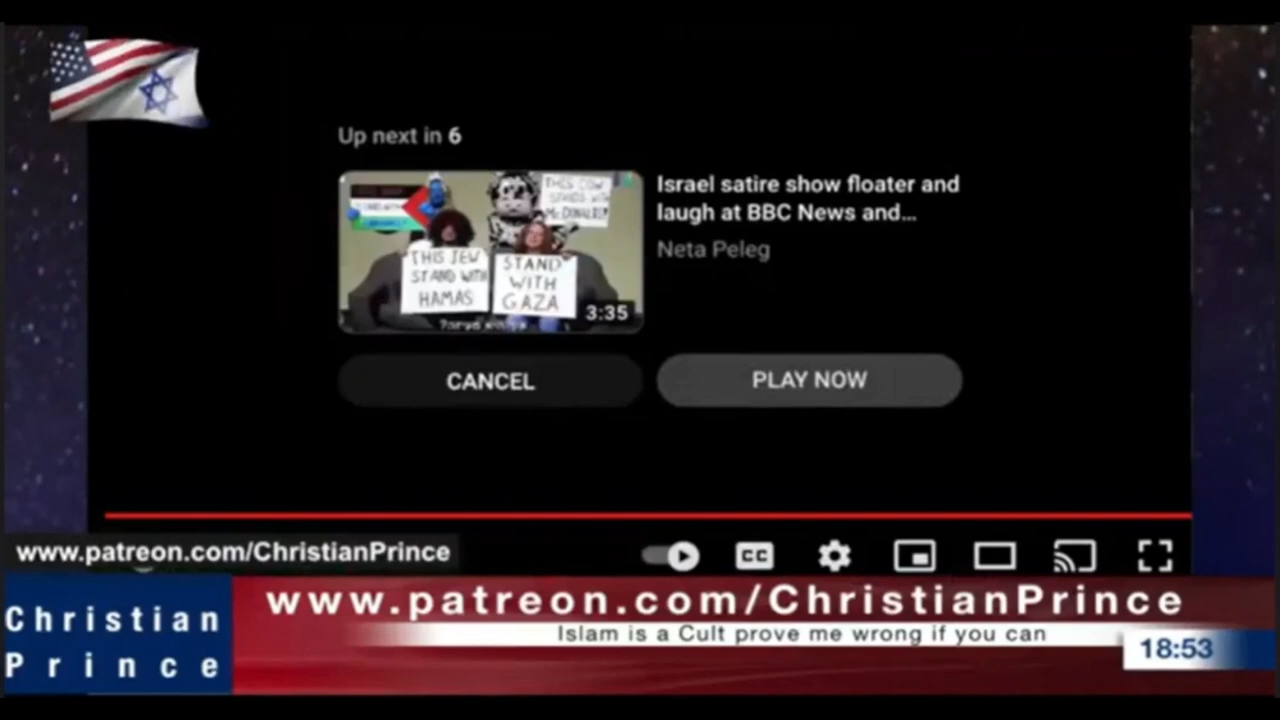 Up next in 6
Israel satire show floater and
laugh at BBC News and...
Neta Peleg
THIS COW
STANDS WITH
McDONALD'S
THIS JEW
STAND WITH
HAMAS
STAND
WITH
GAZA
3:35
CANCEL
PLAY NOW
www.patreon.com/ChristianPrince
CC
Christian
Prince
www.patreon.com/ChristianPrince
Islam is a Cult prove me wrong if you can
18:53